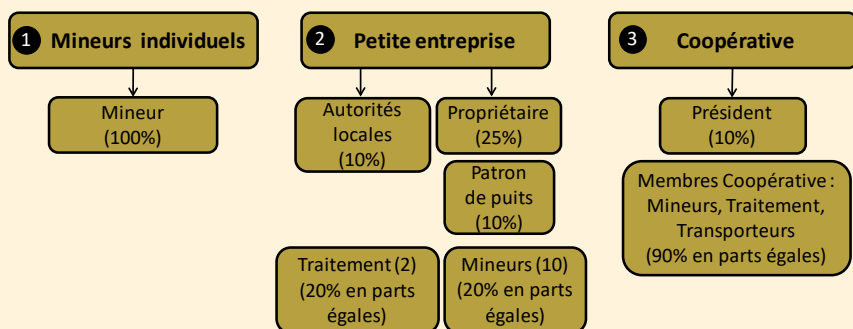 1 Mineurs individuels
Mineur
(100%)
2 Petite entreprise
Autorités
locales
(10%)
Propriétaire
(25%)
Patron
de puits
(10%)
Traitement (2)
(20% en parts
égales)
Mineurs (10)
(20% en parts
égales)
3 Coopérative
Président
(10%)
Membres Coopérative :
Mineurs, Traitement,
Transporteurs
(90% en parts égales)